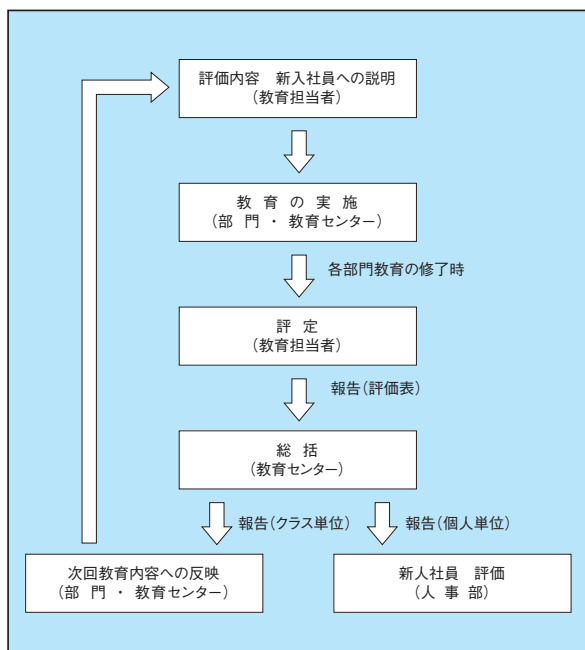 評価内容　新入社員への説明
(教育担当者)
教 育 の 実 施
(部 門 ・ 教育センター)
各部門教育の修了時
評 定
(教育担当者)
報告(評価表)
総 括
(教育センター)
報告(クラス単位)
報告(個人単位)
次回教育内容への反映
(部 門 ・ 教育センター)
新人社員　評価
(人 事 部)